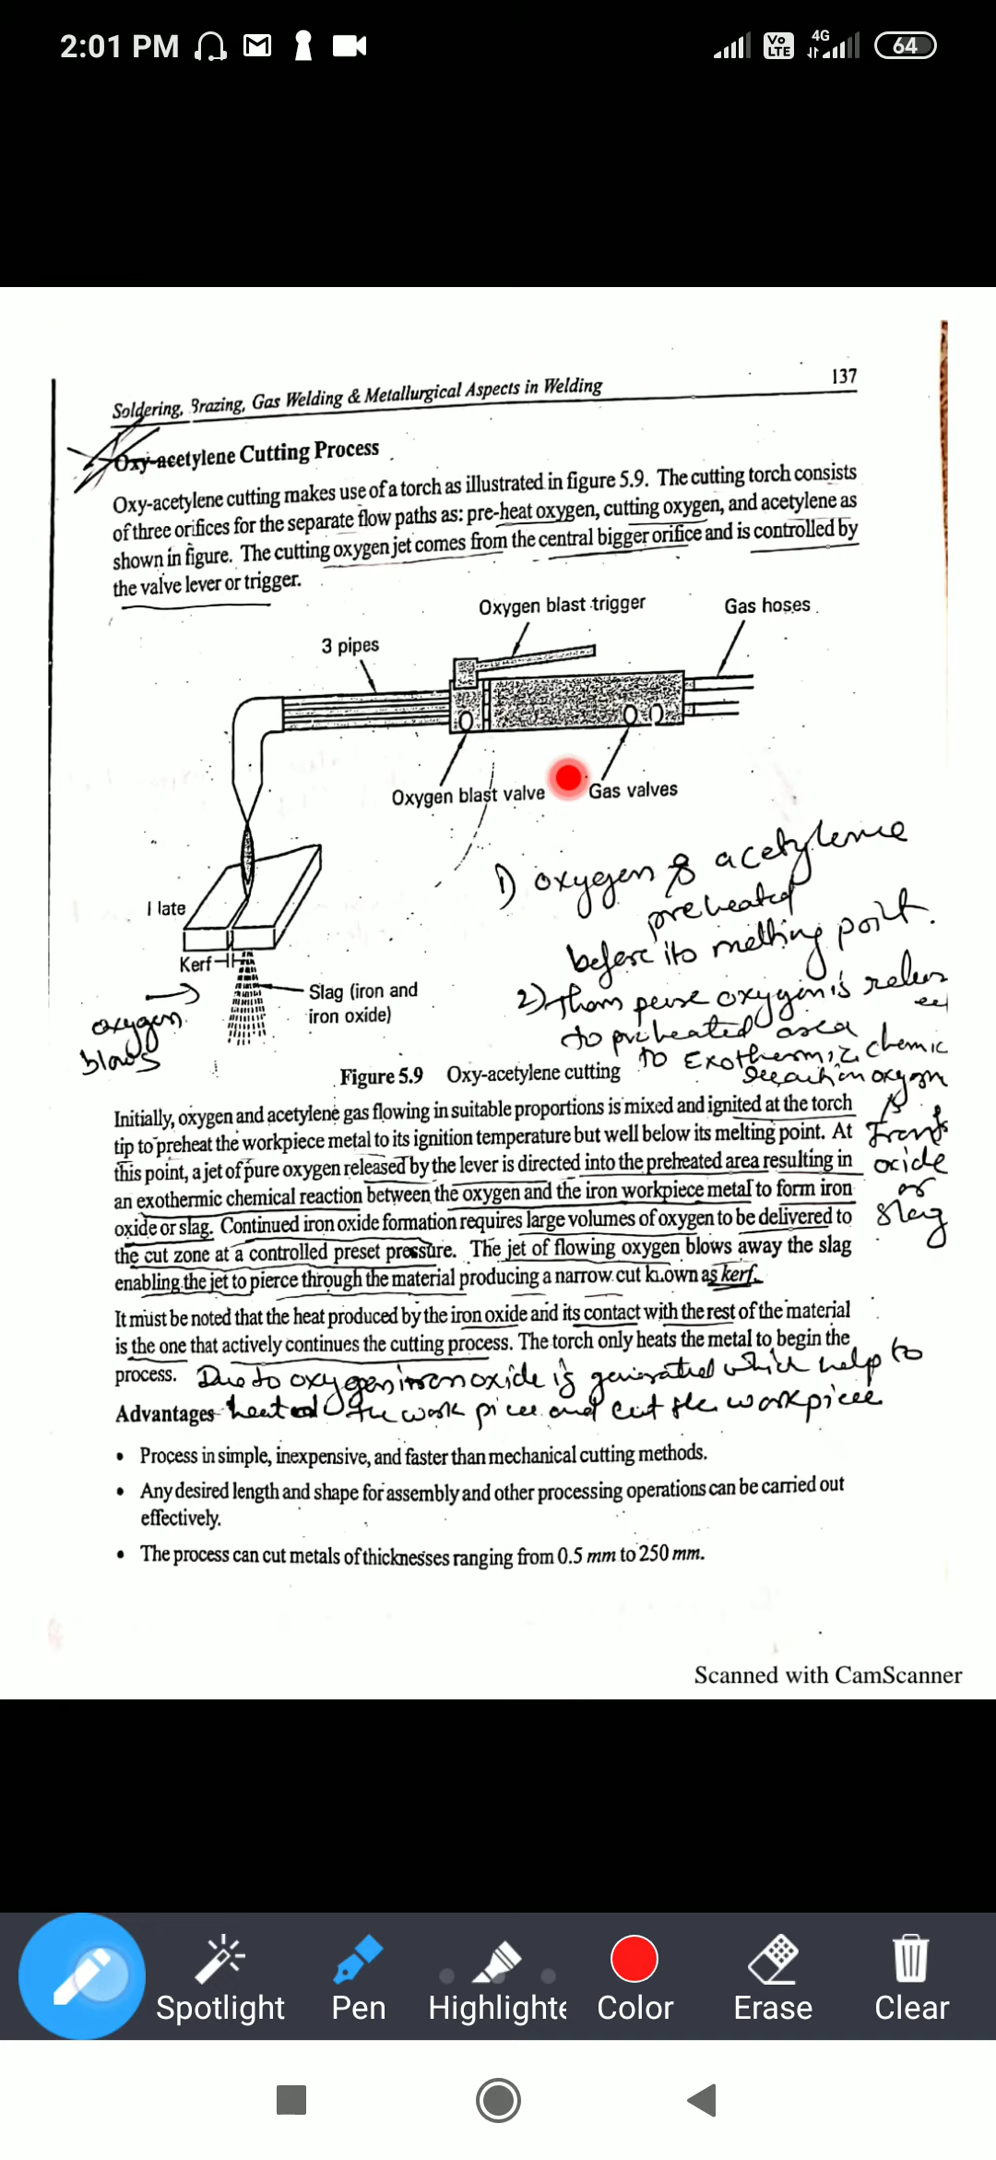 2:01 PM
Vo LTE
4G
64
Soldering, Brazing, Gas Welding & Metallurgical Aspects in Welding
137
Oxy-acetylene Cutting Process
Oxy-acetylene cutting makes use of a torch as illustrated in figure 5.9. The cutting torch consists
of three orifices for the separate flow paths as: pre-heat oxygen, cutting oxygen, and acetylene as
shown in figure. The cutting oxygen jet comes from the central bigger orifice and is controlled by
the valve lever or trigger.
Oxygen blast trigger
Gas hoses
3 pipes
Oxygen blast valve
Gas valves
1) oxygen & acetylence
preheated
before its melting point.
late
Kerf
Slag (iron and
iron oxide)
oxygen
blows
2) oxygen is releas
ed
to preheated area
to Exothermic chemic
oxygen
&
oxide
or
slag
Figure 5.9 Oxy-acetylene cutting
Initially, oxygen and acetylene gas flowing in suitable proportions is mixed and ignited at the torch
tip to preheat the workpiece metal to its ignition temperature but well below its melting point. At
this point, a jet of pure oxygen released by the lever is directed into the preheated area resulting in
an exothermic chemical reaction between the oxygen and the iron workpiece metal to form iron
oxide or slag. Continued iron oxide formation requires large volumes of oxygen to be delivered to
the cut zone at a controlled preset pressure. The jet of flowing oxygen blows away the slag
enabling the jet to pierce through the material producing a narrow cut known as kerf.
It must be noted that the heat produced by the iron oxide and its contact with the rest of the material
is the one that actively continues the cutting process. The torch only heats the metal to begin the
process.
Due to oxygen iron oxide is generated which help to
Advantages
heated the work piece and cut the workpiece
• Process in simple, inexpensive, and faster than mechanical cutting methods.
• Any desired length and shape for assembly and other processing operations can be carried out
effectively.
• The process can cut metals of thicknesses ranging from 0.5 mm to 250 mm.
Scanned with CamScanner
Spotlight
Pen
Highlighte
Color
Erase
Clear